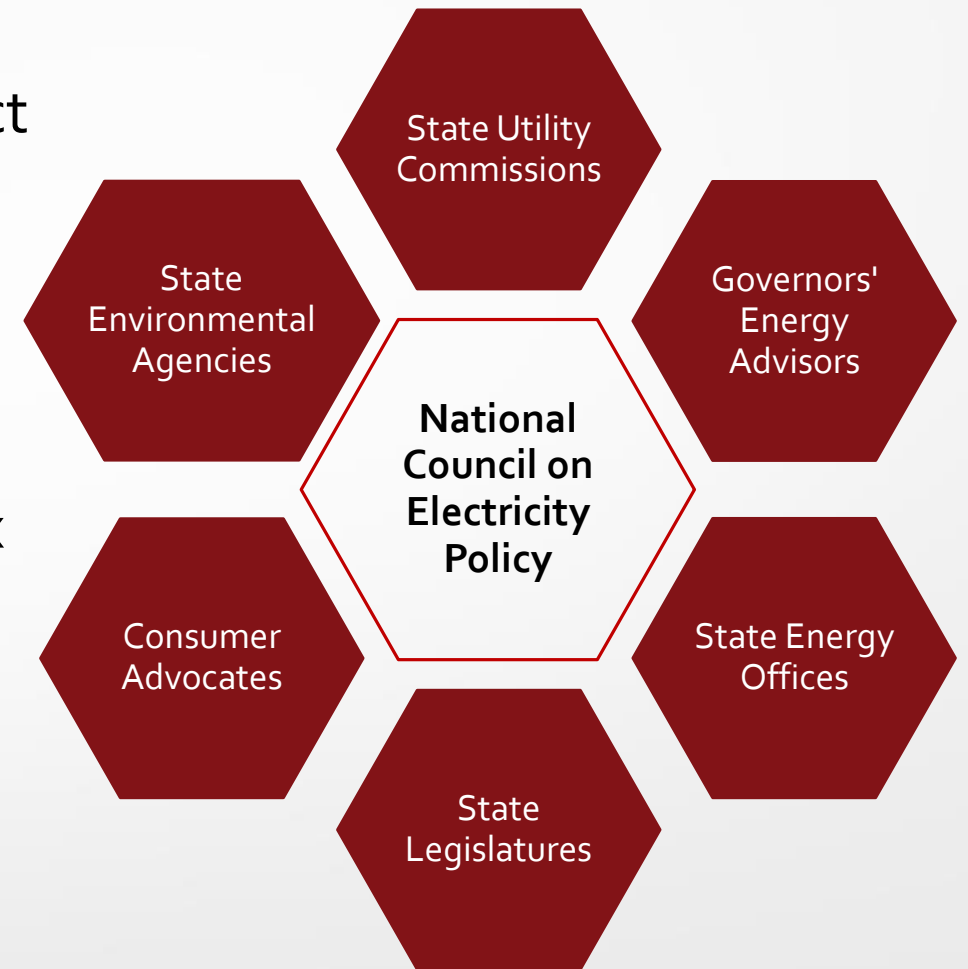 ct
State Utility
Commissions
State
Environmental
Agencies
Governors'
Energy
Advisors
National
Council on
Electricity
Policy
x
Consumer
Advocates
State Energy
Offices
State
Legislatures